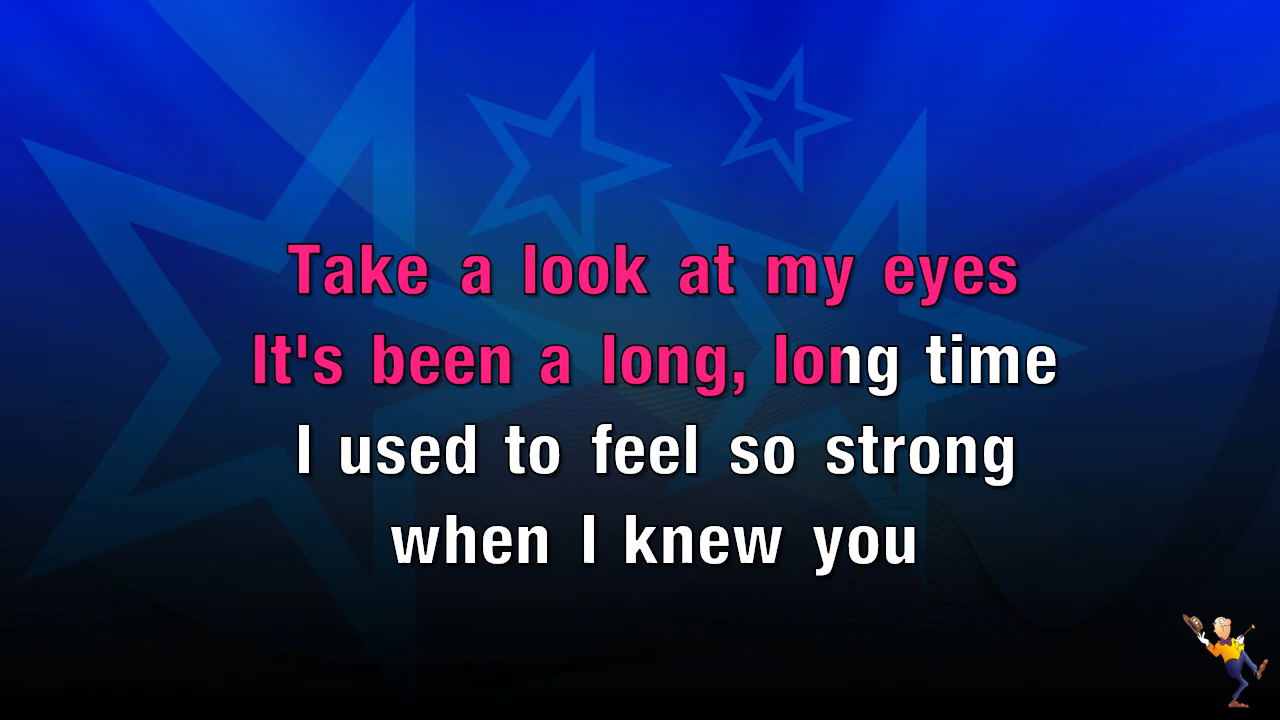 Take a look at my eyes
It's been a long, long time
I used to feel so strong
when I knew you